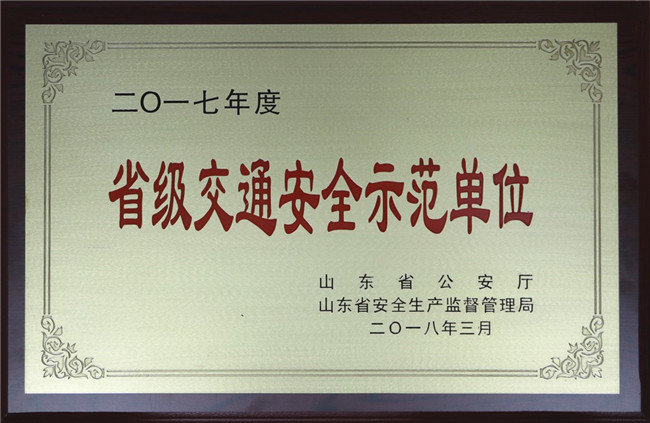 二〇一七年度
省级交通安全示范单位
山东省公安厅
山东省安全生产监督管理局
二〇一八年三月